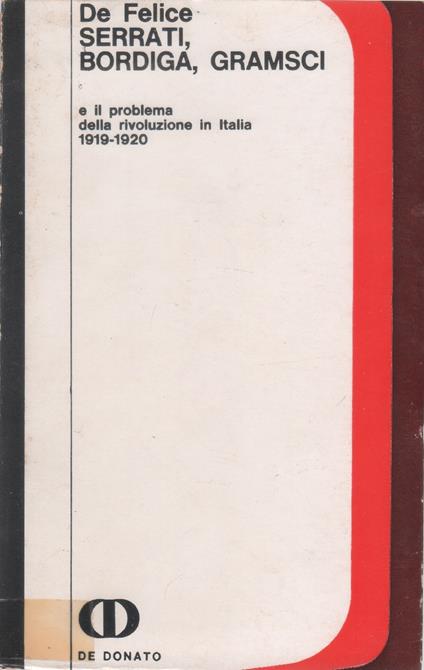 De Felice
SERRATI,
BORDIGA, GRAMSCI
e il problema
della rivoluzione in Italia
1919-1920
DE DONATO